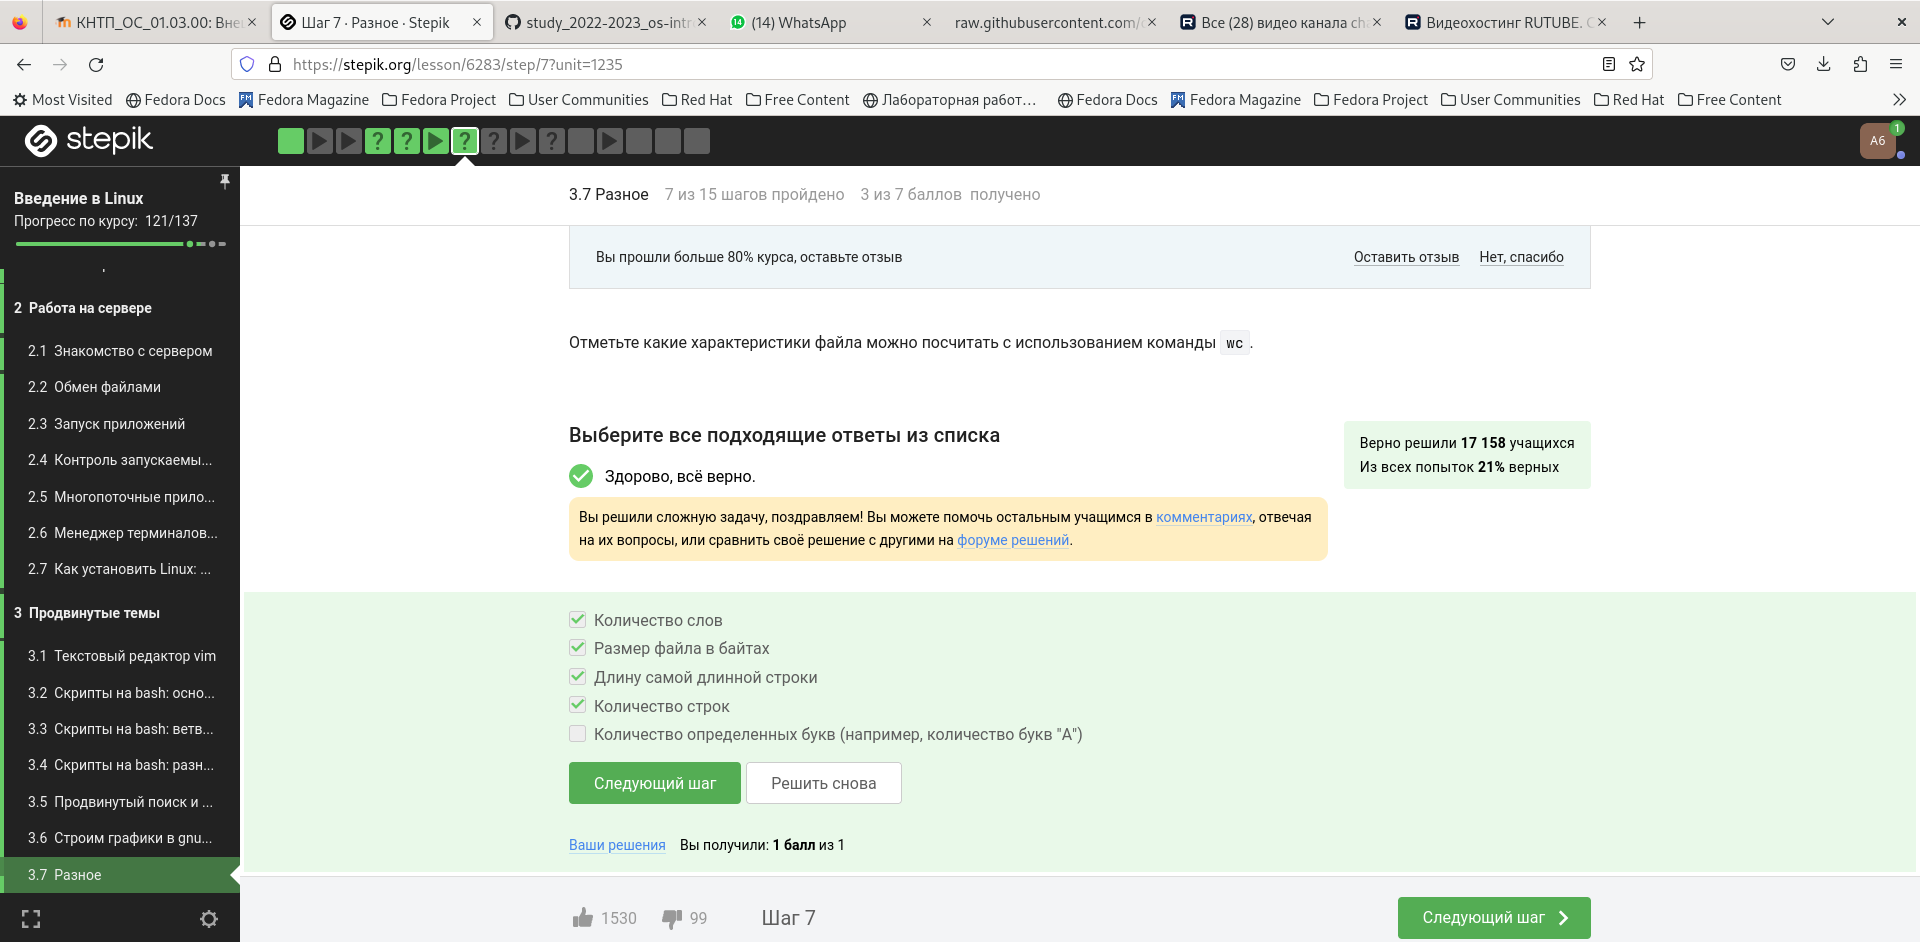 КНТП_ОС_01.03.00: Вне
Шаг 7 · Разное · Stepik
study_2022-2023_os-intr
14
(14) WhatsApp
raw.githubusercontent.com/
Все (28) видео канала
Видеохостинг RUTUBE.
https://stepik.org/lesson/6283/step/7?unit=1235
Most Visited
Fedora Docs
Fedora Magazine
Fedora Project
User Communities
Red Hat
Free Content
Лабораторная работ…
Fedora Docs
Fedora Magazine
Fedora Project
User Communities
Red Hat
Free Content
stepik
A6
1
Введение в Linux
Прогресс по курсу: 121/137
2 Работа на сервере
2.1 Знакомство с сервером
2.2 Обмен файлами
2.3 Запуск приложений
2.4 Контроль запускаемы...
2.5 Многопоточные прило...
2.6 Менеджер терминалов...
2.7 Как установить Linux: ...
3 Продвинутые темы
3.1 Текстовый редактор vim
3.2 Скрипты на bash: осно...
3.3 Скрипты на bash: ветв...
3.4 Скрипты на bash: разн...
3.5 Продвинутый поиск и ...
3.6 Строим графики в gnu...
3.7 Разное
3.7 Разное 7 из 15 шагов пройдено 3 из 7 баллов получено
Вы прошли больше 80% курса, оставьте отзыв
Оставить отзыв
Нет, спасибо
Отметьте какие характеристики файла можно посчитать с использованием команды wc.
Выберите все подходящие ответы из списка
Верно решили 17 158 учащихся
Из всех попыток 21% верных
Здорово, всё верно.
Вы решили сложную задачу, поздравляем! Вы можете помочь остальным учащимся в комментариях, отвечая
на их вопросы, или сравнить своё решение с другими на форуме решений.
Количество слов
Размер файла в байтах
Длину самой длинной строки
Количество строк
Количество определенных букв (например, количество букв "A")
Следующий шаг
Решить снова
Ваши решения Вы получили: 1 балл из 1
1530
99
Шаг 7
Следующий шаг